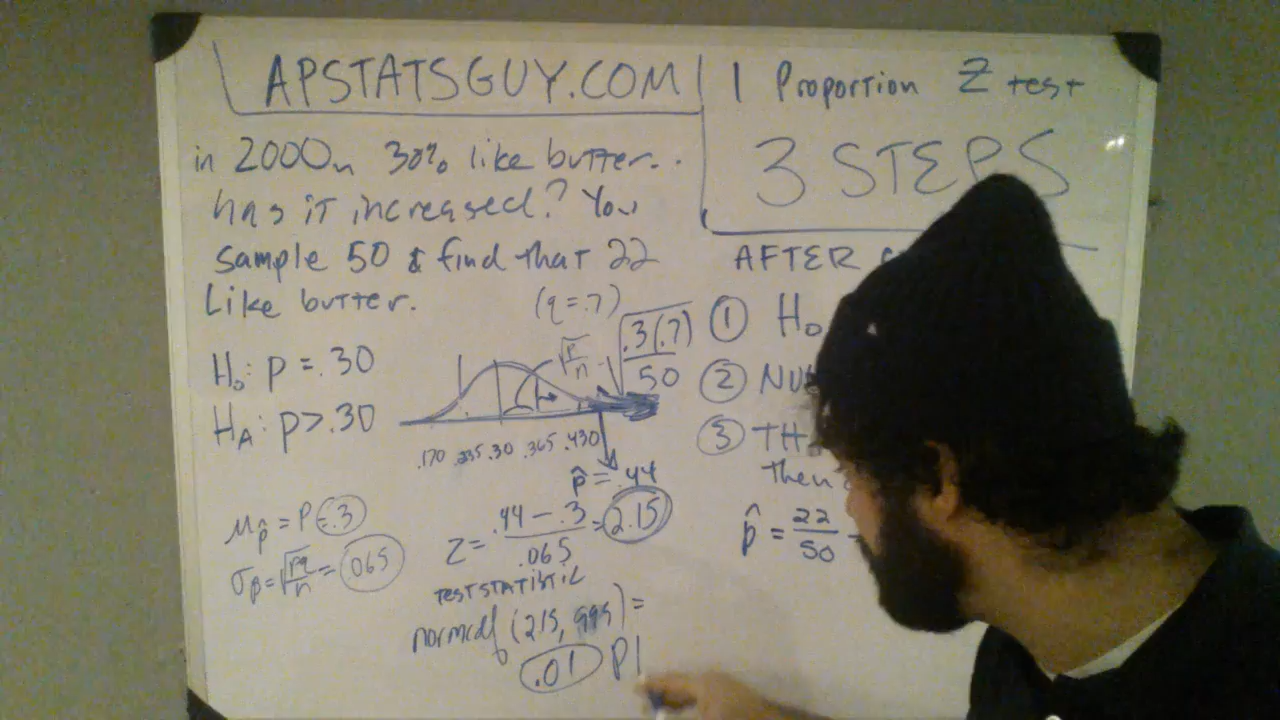 APSTATSGUY.COM
1 Proportion Z test
3 STEPS
in 2000, 30% like butter.
has it increased? You
sample 50 & find that 22
Like butter.
(q = .7)
H₀: p = .30
Hₐ: p > .30
√.3(.7)/50
.170 .235 .30 .365 .430
p̂ = .44
μp̂ = P = .3
σp̂ = √pq/n = .065
Z = .44 - .3 / .065 = 2.15
TEST STATISTIC
normcdf (2.15, 999) =
.01 P
AFTER
① H₀
② NU
③ TH
then
p̂ = 22/50